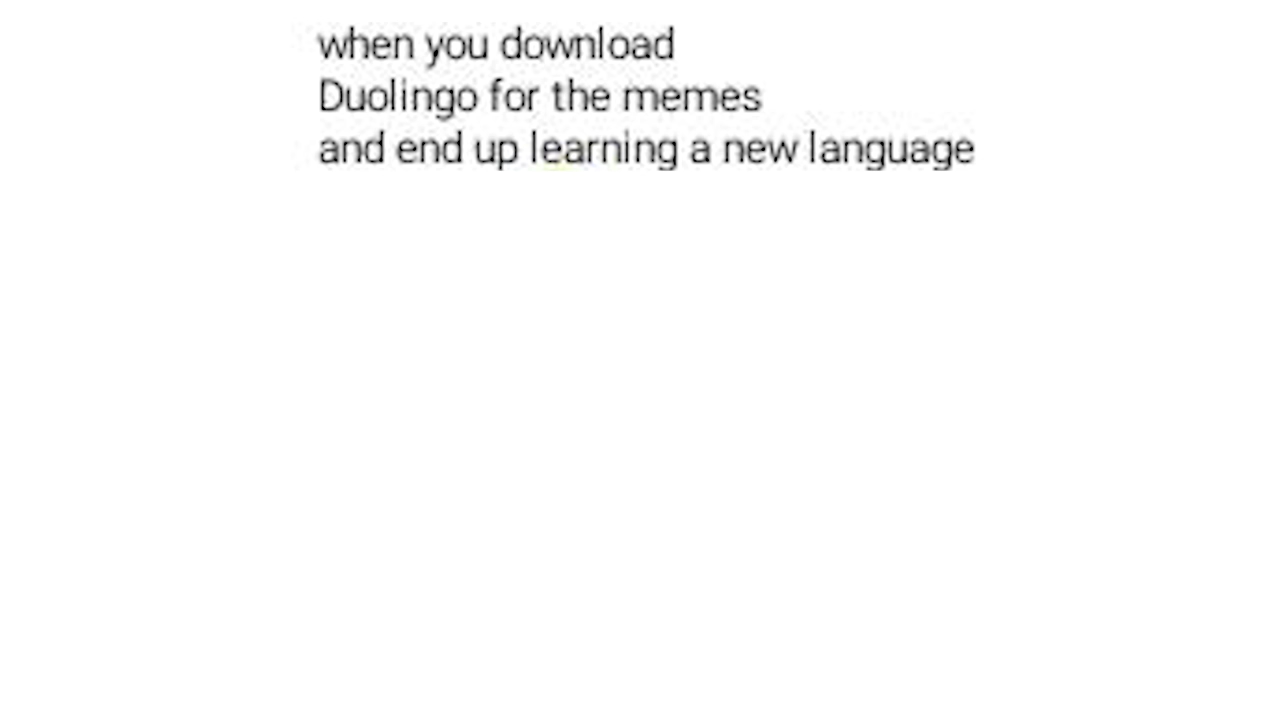 when you download
Duolingo for the memes
and end up learning a new language